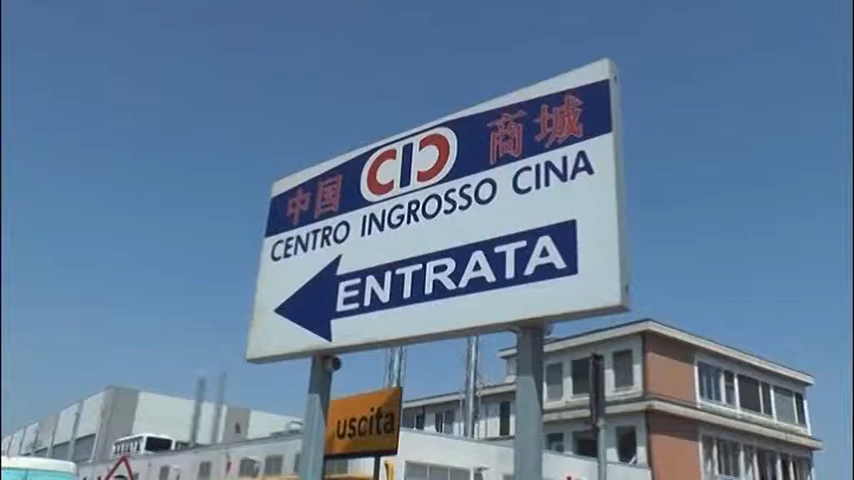 中国 CIC 商城
CENTRO INGROSSO CINA
ENTRATA
uscita